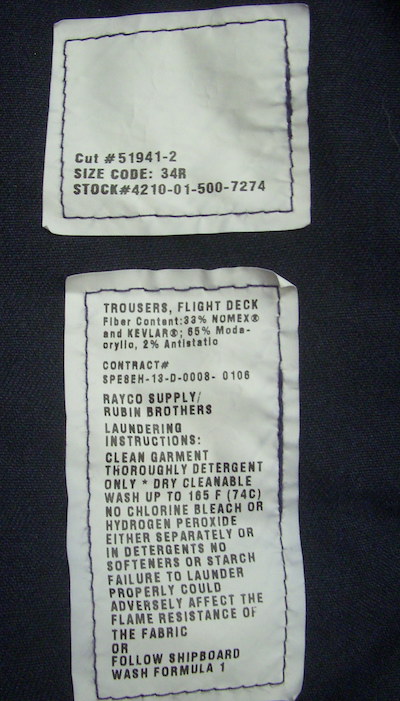 Cut #51941-2
SIZE CODE: 34R
STOCK#4210-01-500-7274
TROUSERS, FLIGHT DECK
Fiber Content:33% NOMEX®
and KEVLAR®; 65% Moda-
crylic, 2% Antistatic
CONTRACT#
SPE8EH-13-D-0008- 0106
RAYCO SUPPLY/
RUBIN BROTHERS
LAUNDERING
INSTRUCTIONS:
CLEAN GARMENT
THOROUGHLY DETERGENT
ONLY * DRY CLEANABLE
WASH UP TO 165 F (74C)
NO CHLORINE BLEACH OR
HYDROGEN PEROXIDE
EITHER SEPARATELY OR
IN DETERGENTS NO
SOFTENERS OR STARCH
FAILURE TO LAUNDER
PROPERLY COULD
ADVERSELY AFFECT THE
FLAME RESISTANCE OF
THE FABRIC
OR
FOLLOW SHIPBOARD
WASH FORMULA 1